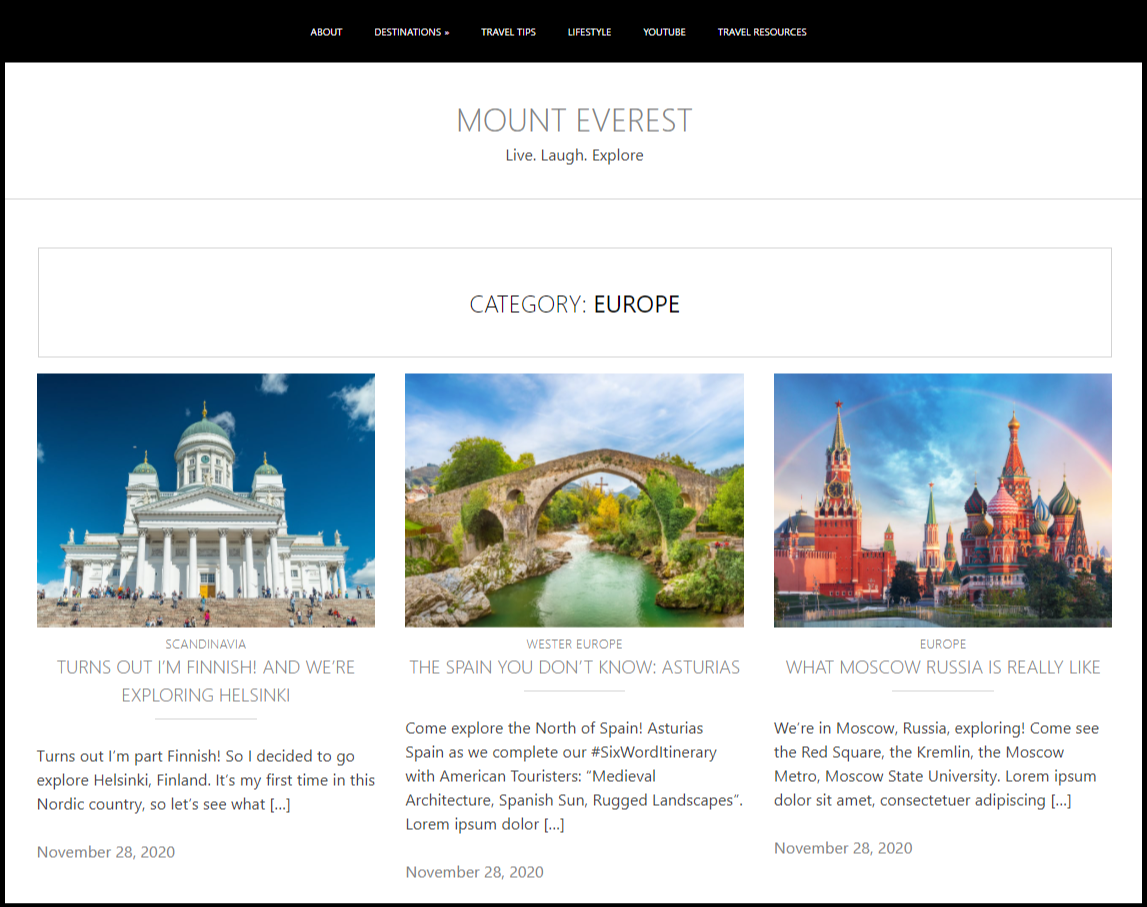 ABOUT DESTINATIONS » TRAVEL TIPS LIFESTYLE YOUTUBE TRAVEL RESOURCES
MOUNT EVEREST
Live. Laugh. Explore
CATEGORY: EUROPE
SCANDINAVIA
TURNS OUT I’M FINNISH! AND WE’RE
EXPLORING HELSINKI
Turns out I’m part Finnish! So I decided to go
explore Helsinki, Finland. It’s my first time in this
Nordic country, so let’s see what […]
November 28, 2020
WESTER EUROPE
THE SPAIN YOU DON’T KNOW: ASTURIAS
Come explore the North of Spain! Asturias
Spain as we complete our #SixWordItinerary
with American Touristers: “Medieval
Architecture, Spanish Sun, Rugged Landscapes”.
Lorem ipsum dolor […]
November 28, 2020
EUROPE
WHAT MOSCOW RUSSIA IS REALLY LIKE
We’re in Moscow, Russia, exploring! Come see
the Red Square, the Kremlin, the Moscow
Metro, Moscow State University. Lorem ipsum
dolor sit amet, consectetuer adipiscing […]
November 28, 2020